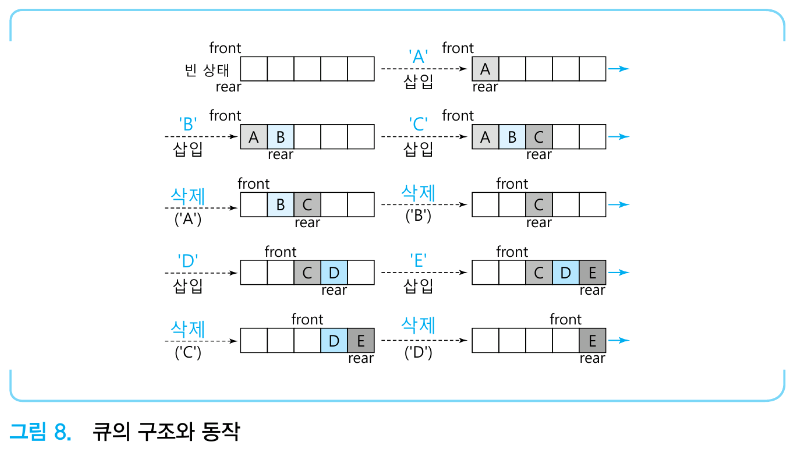 front
빈 상태
rear
'A'
삽입
front
A
rear
'B'
삽입
front
A B
rear
'C'
삽입
front
A B C
rear
삭제
('A')
front
B C
rear
삭제
('B')
front
C
rear
'D'
삽입
front
C D
rear
'E'
삽입
front
C D E
rear
삭제
('C')
front
D E
rear
삭제
('D')
front
E
rear
그림 8. 큐의 구조와 동작